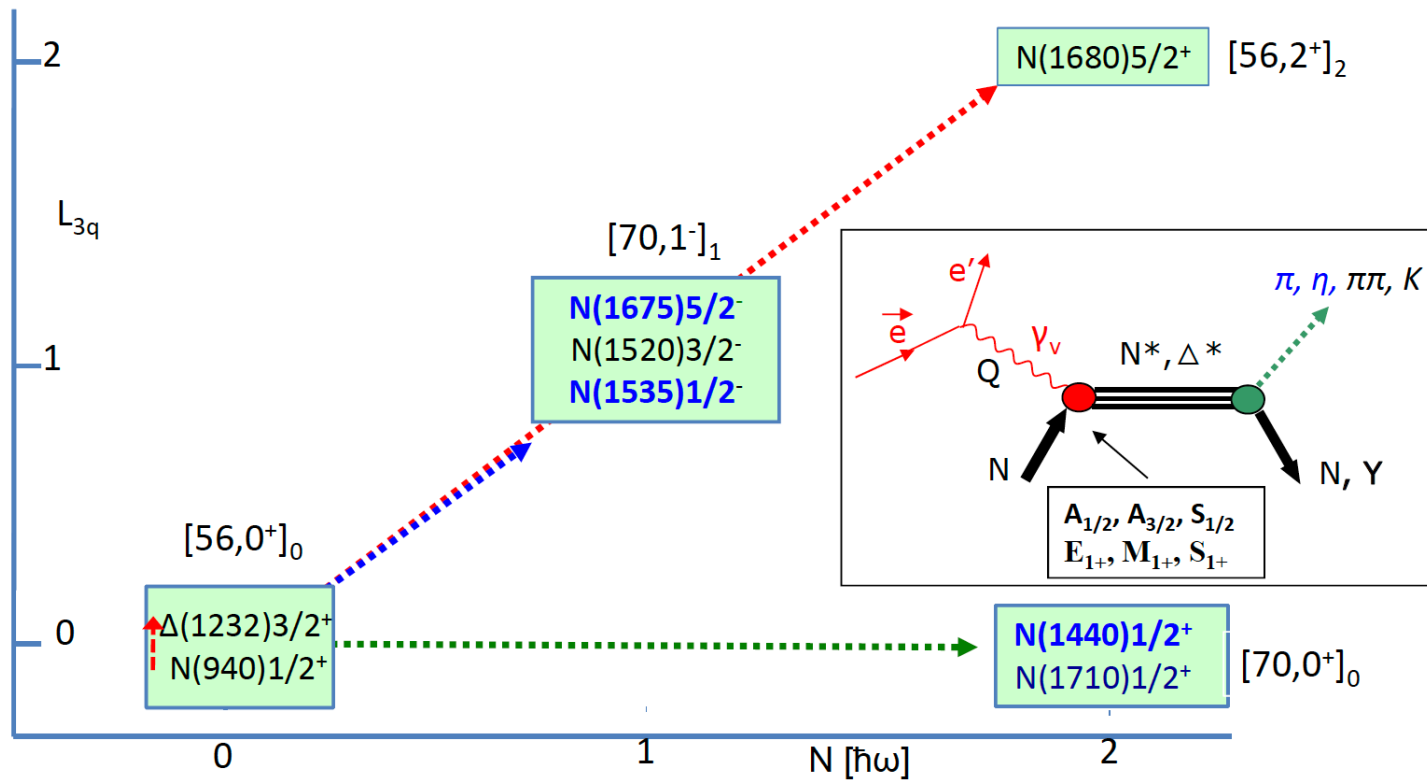 2
N(1680)5/2⁺
[56,2⁺]₂
L₃q
[70,1⁻]₁
N(1675)5/2⁻
N(1520)3/2⁻
N(1535)1/2⁻
1
e′
e
γᵥ
Q
N*, Δ*
π, η, ππ, K
N
N, Y
A₁/₂, A₃/₂, S₁/₂
E₁₊, M₁₊, S₁₊
[56,0⁺]₀
0
Δ(1232)3/2⁺
N(940)1/2⁺
N(1440)1/2⁺
N(1710)1/2⁺
[70,0⁺]₀
0
1
N [ħω]
2